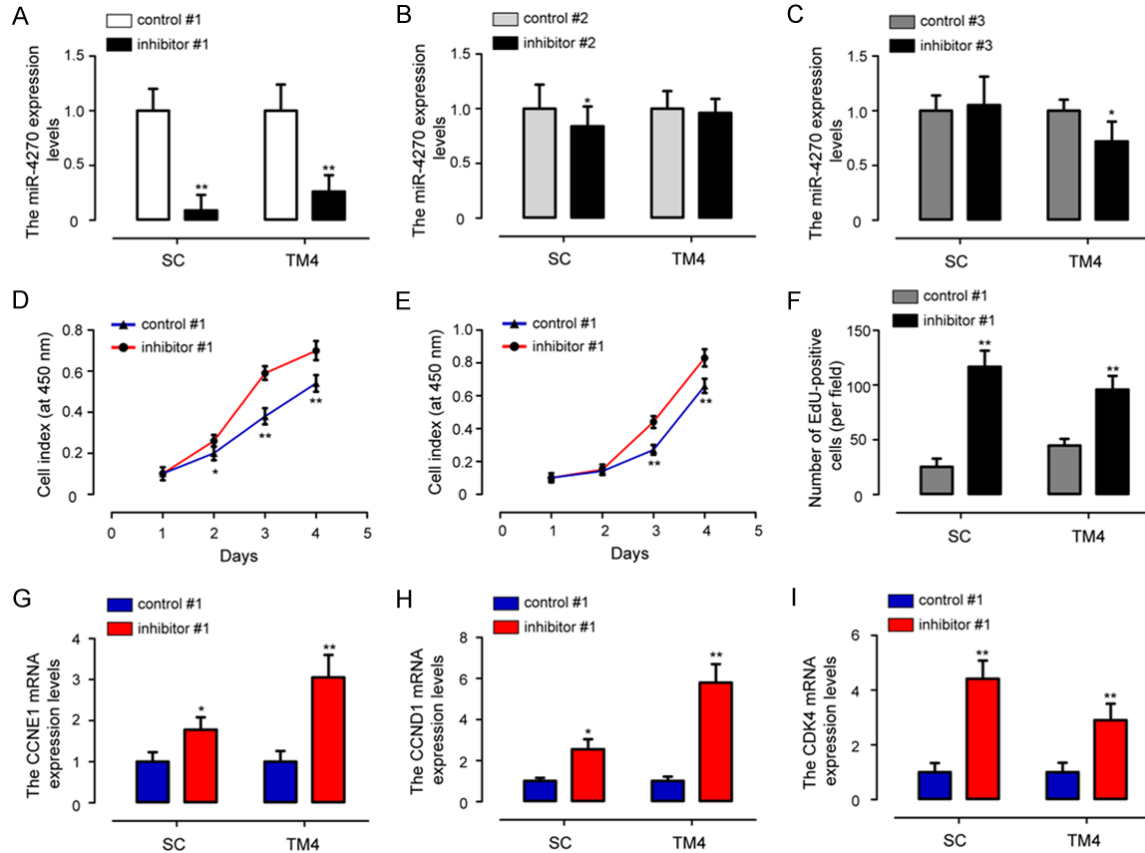 A
control #1
inhibitor #1
The miR-4270 expression
levels
1.5
1.0
0.5
0
**
**
SC
TM4
B
control #2
inhibitor #2
The miR-4270 expression
levels
1.5
1.0
0.5
0
*
SC
TM4
C
control #3
inhibitor #3
The miR-4270 expression
levels
1.5
1.0
0.5
0
*
SC
TM4
D
control #1
inhibitor #1
Cell index (at 450 nm)
0.8
0.6
0.4
0.2
0
*
**
**
0 1 2 3 4 5
Days
E
control #1
inhibitor #1
Cell index (at 450 nm)
1.0
0.8
0.6
0.4
0.2
0
**
**
0 1 2 3 4 5
Days
F
control #1
inhibitor #1
Number of EdU-positive
cells (per field)
150
100
50
0
**
**
SC
TM4
G
control #1
inhibitor #1
The CCNE1 mRNA
expression levels
4
3
2
1
0
*
**
SC
TM4
H
control #1
inhibitor #1
The CCND1 mRNA
expression levels
8
6
4
2
0
*
**
SC
TM4
I
control #1
inhibitor #1
The CDK4 mRNA
expression levels
6
4
2
0
**
**
SC
TM4